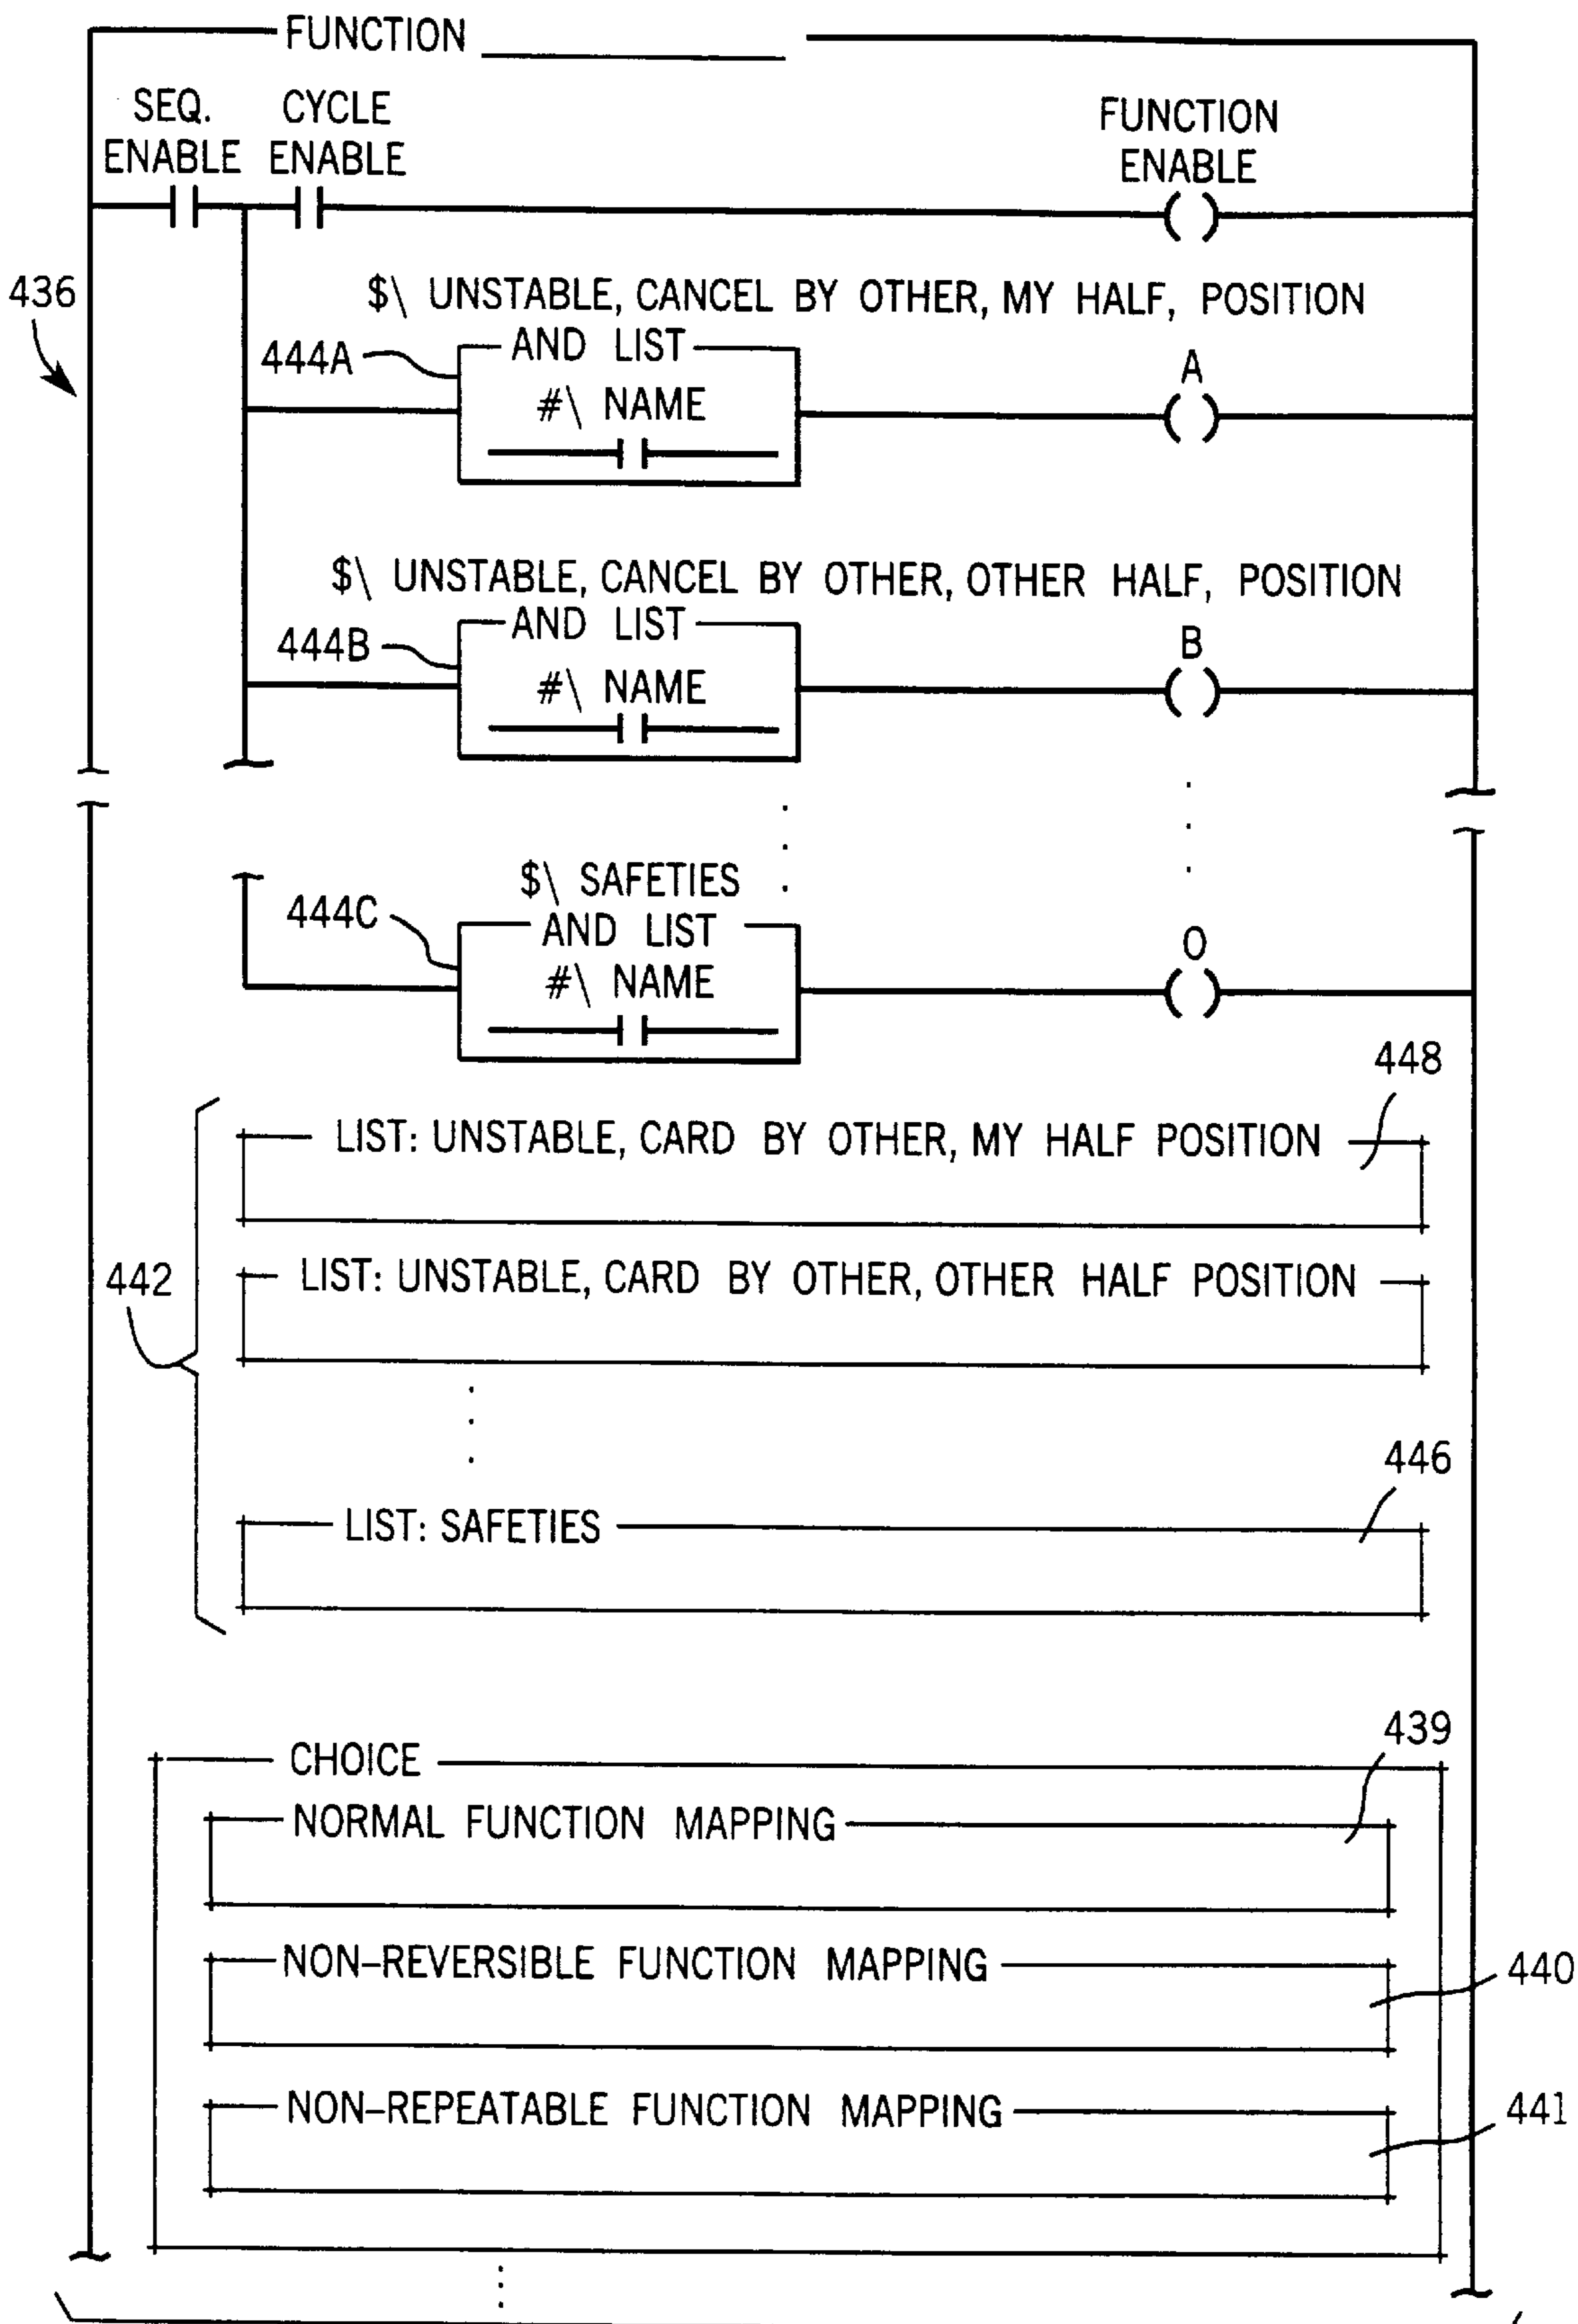 FUNCTION
SEQ. ENABLE
CYCLE ENABLE
FUNCTION ENABLE
436
$\ UNSTABLE, CANCEL BY OTHER, MY HALF, POSITION
444A
AND LIST
#\ NAME
A
( )
$\ UNSTABLE, CANCEL BY OTHER, OTHER HALF, POSITION
444B
AND LIST
#\ NAME
B
( )
$\ SAFETIES
444C
AND LIST
#\ NAME
O
( )
448
LIST: UNSTABLE, CARD BY OTHER, MY HALF POSITION
442
LIST: UNSTABLE, CARD BY OTHER, OTHER HALF POSITION
446
LIST: SAFETIES
439
CHOICE
NORMAL FUNCTION MAPPING
NON-REVERSIBLE FUNCTION MAPPING
440
NON-REPEATABLE FUNCTION MAPPING
441